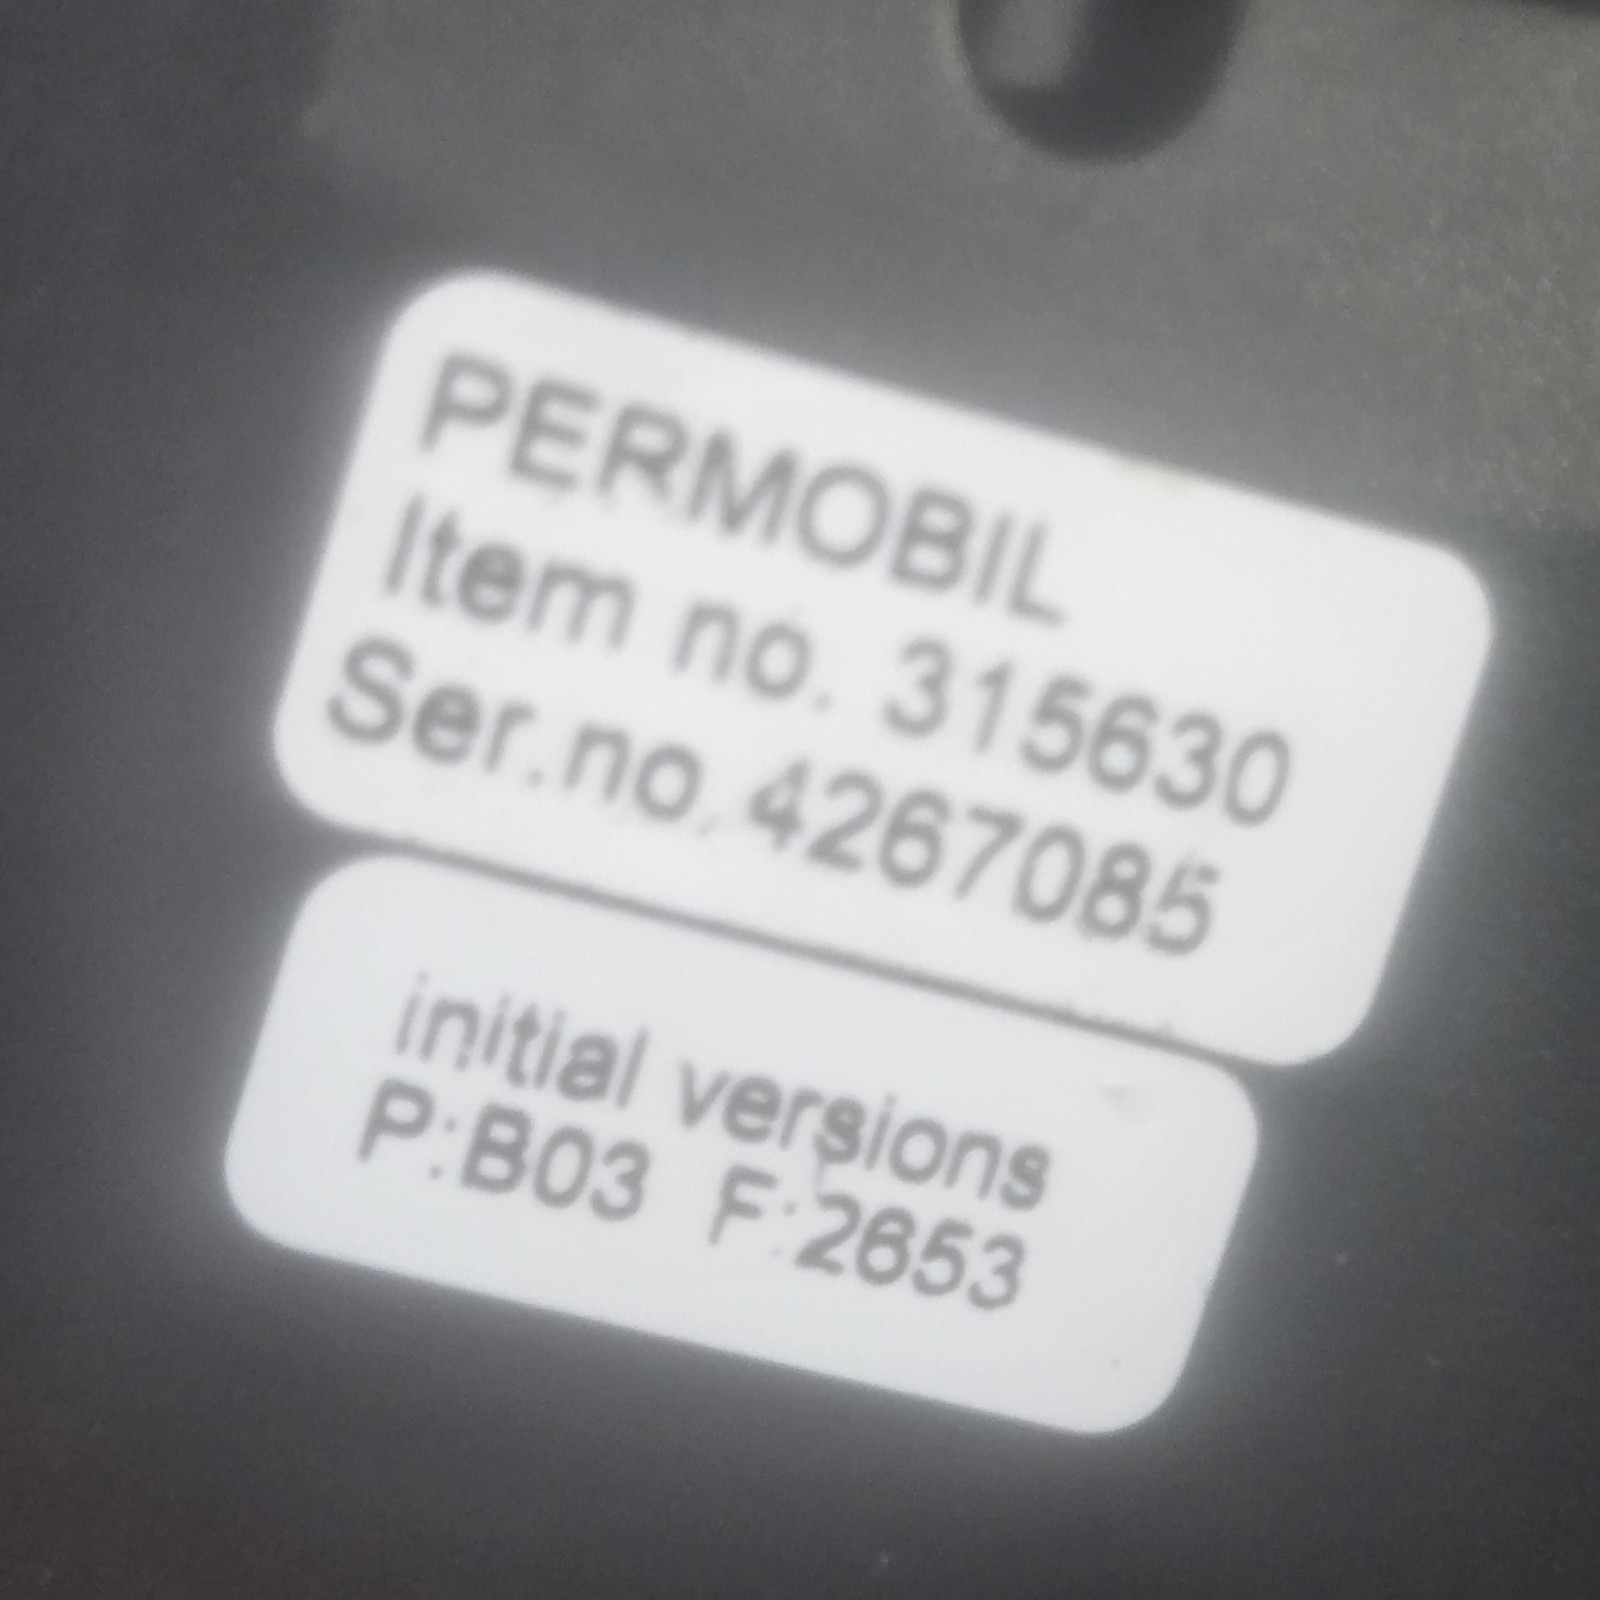 PERMOBIL
Item no. 315630
Ser.no. 4267085
initial versions
P:B03 F:2653